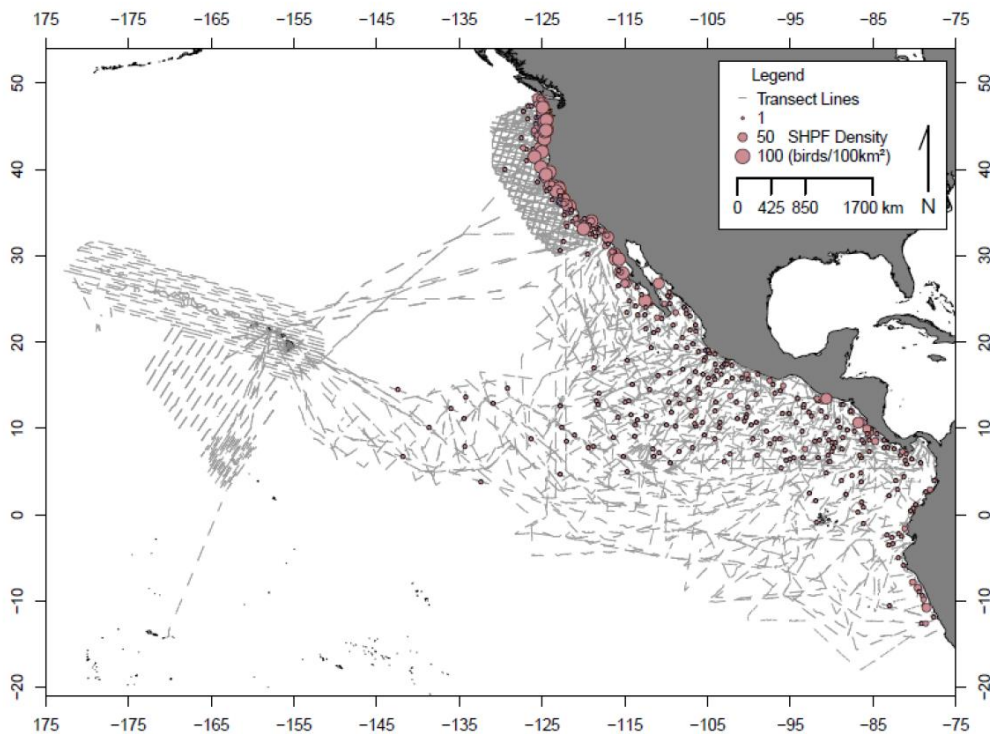 175 −175 −165 −155 −145 −135 −125 −115 −105 −95 −85 −75
50 50
40 40
30 30
20 20
10 10
0 0
−10 −10
−20 −20
Legend
Transect Lines
1
50 SHPF Density
100 (birds/100km²)
0 425 850 1700 km
N
175 −175 −165 −155 −145 −135 −125 −115 −105 −95 −85 −75